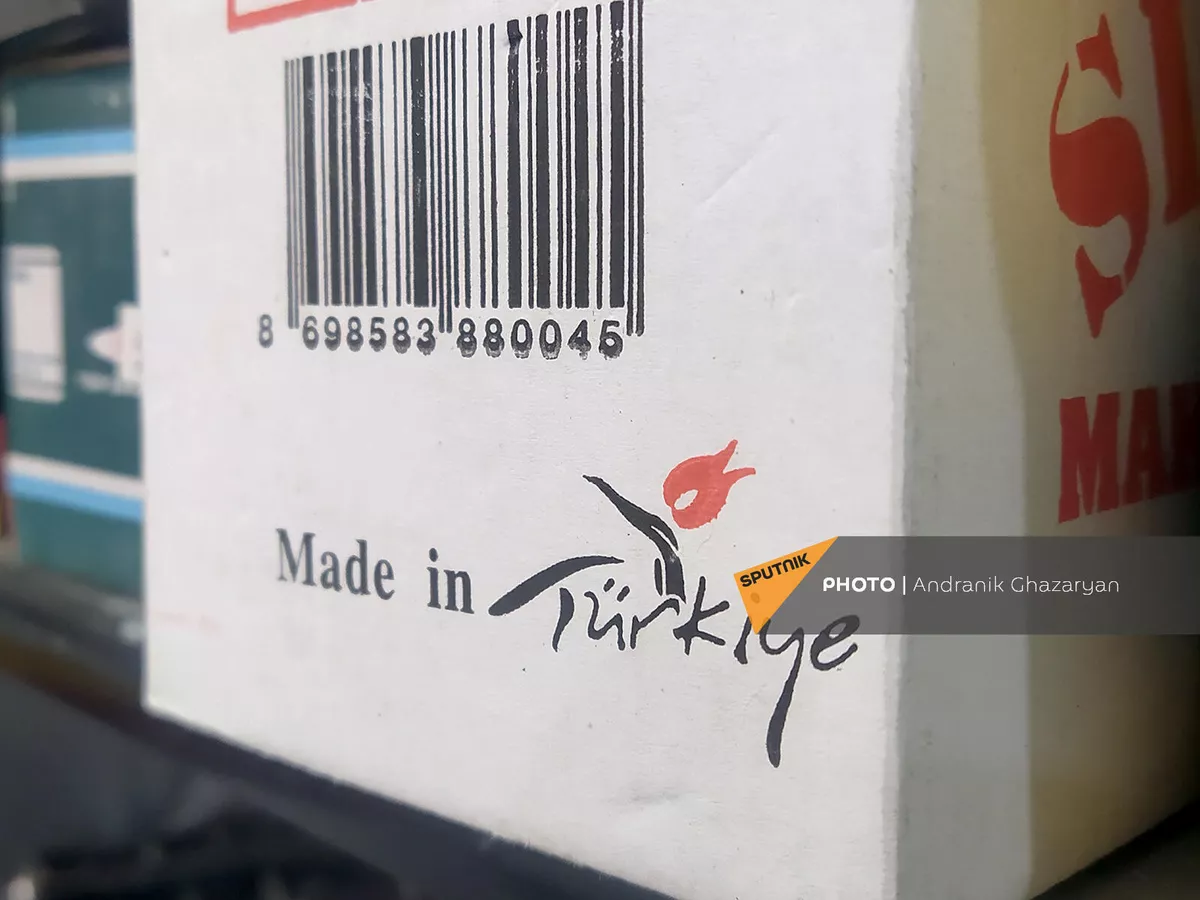 8 698583 880045
Made in Türkiye
SPUTNIK
PHOTO | Andranik Ghazaryan